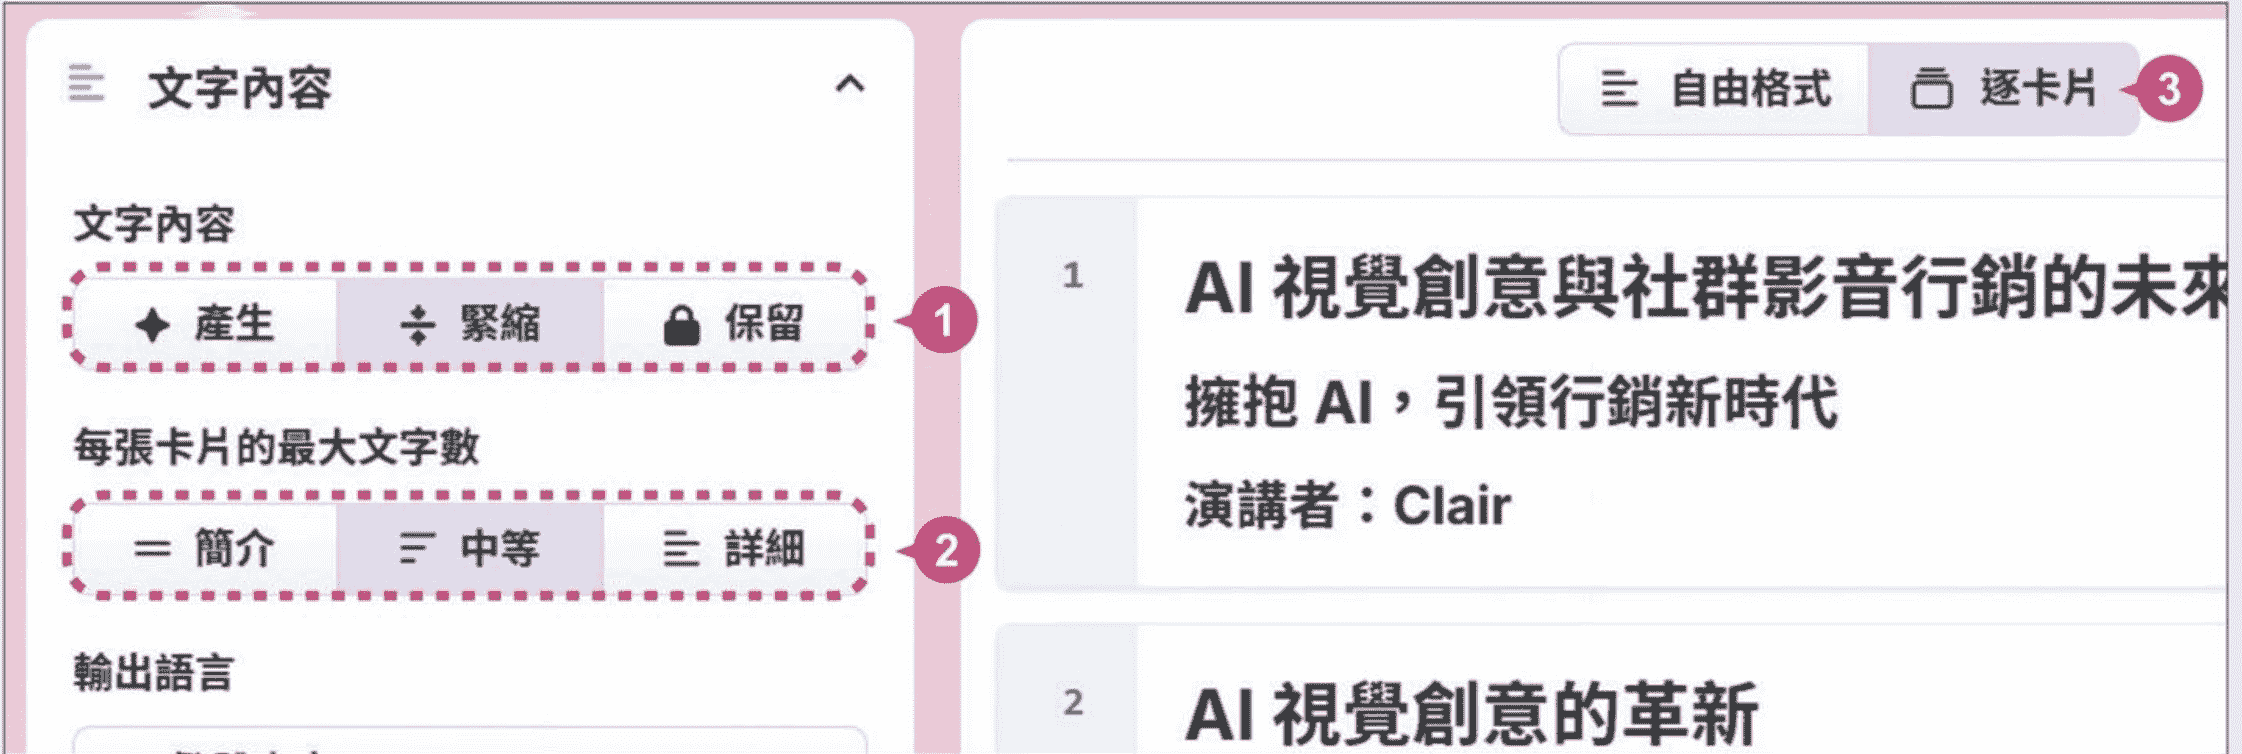 文字內容
文字內容
產生 緊縮 保留
1
每張卡片的最大文字數
簡介 中等 詳細
2
輸出語言
自由格式 逐卡片
3
1
AI 視覺創意與社群影音行銷的未來
擁抱 AI，引領行銷新時代
演講者：Clair
2
AI 視覺創意的革新